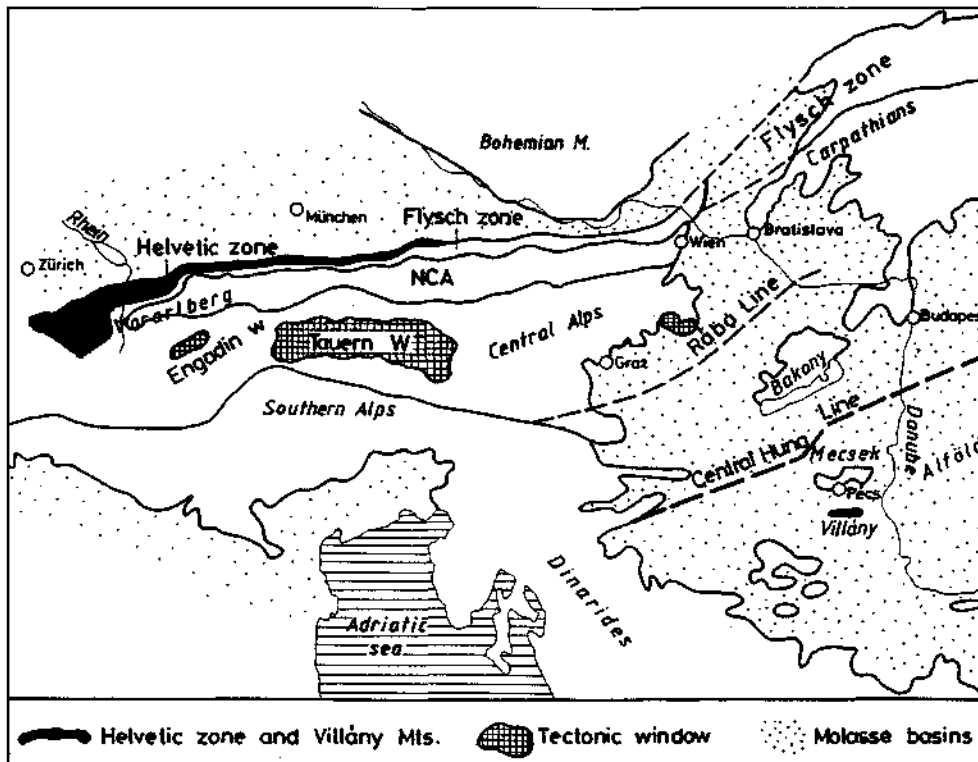 Bohemian M.
Flysch zone
Carpathians
Rhein
München
Flysch zone
Wien
Bratislava
Helvetic zone
Zürich
NCA
Vorarlberg
Engadin W
Tauern W
Central Alps
Rába Line
Budapest
Graz
Bakony
Southern Alps
Central Hung. Line
Danube
Mecsek
Alföld
Pécs
Villány
Dinarides
Adriatic
sea
Helvetic zone and Villány Mts.
Tectonic window
Molasse basins